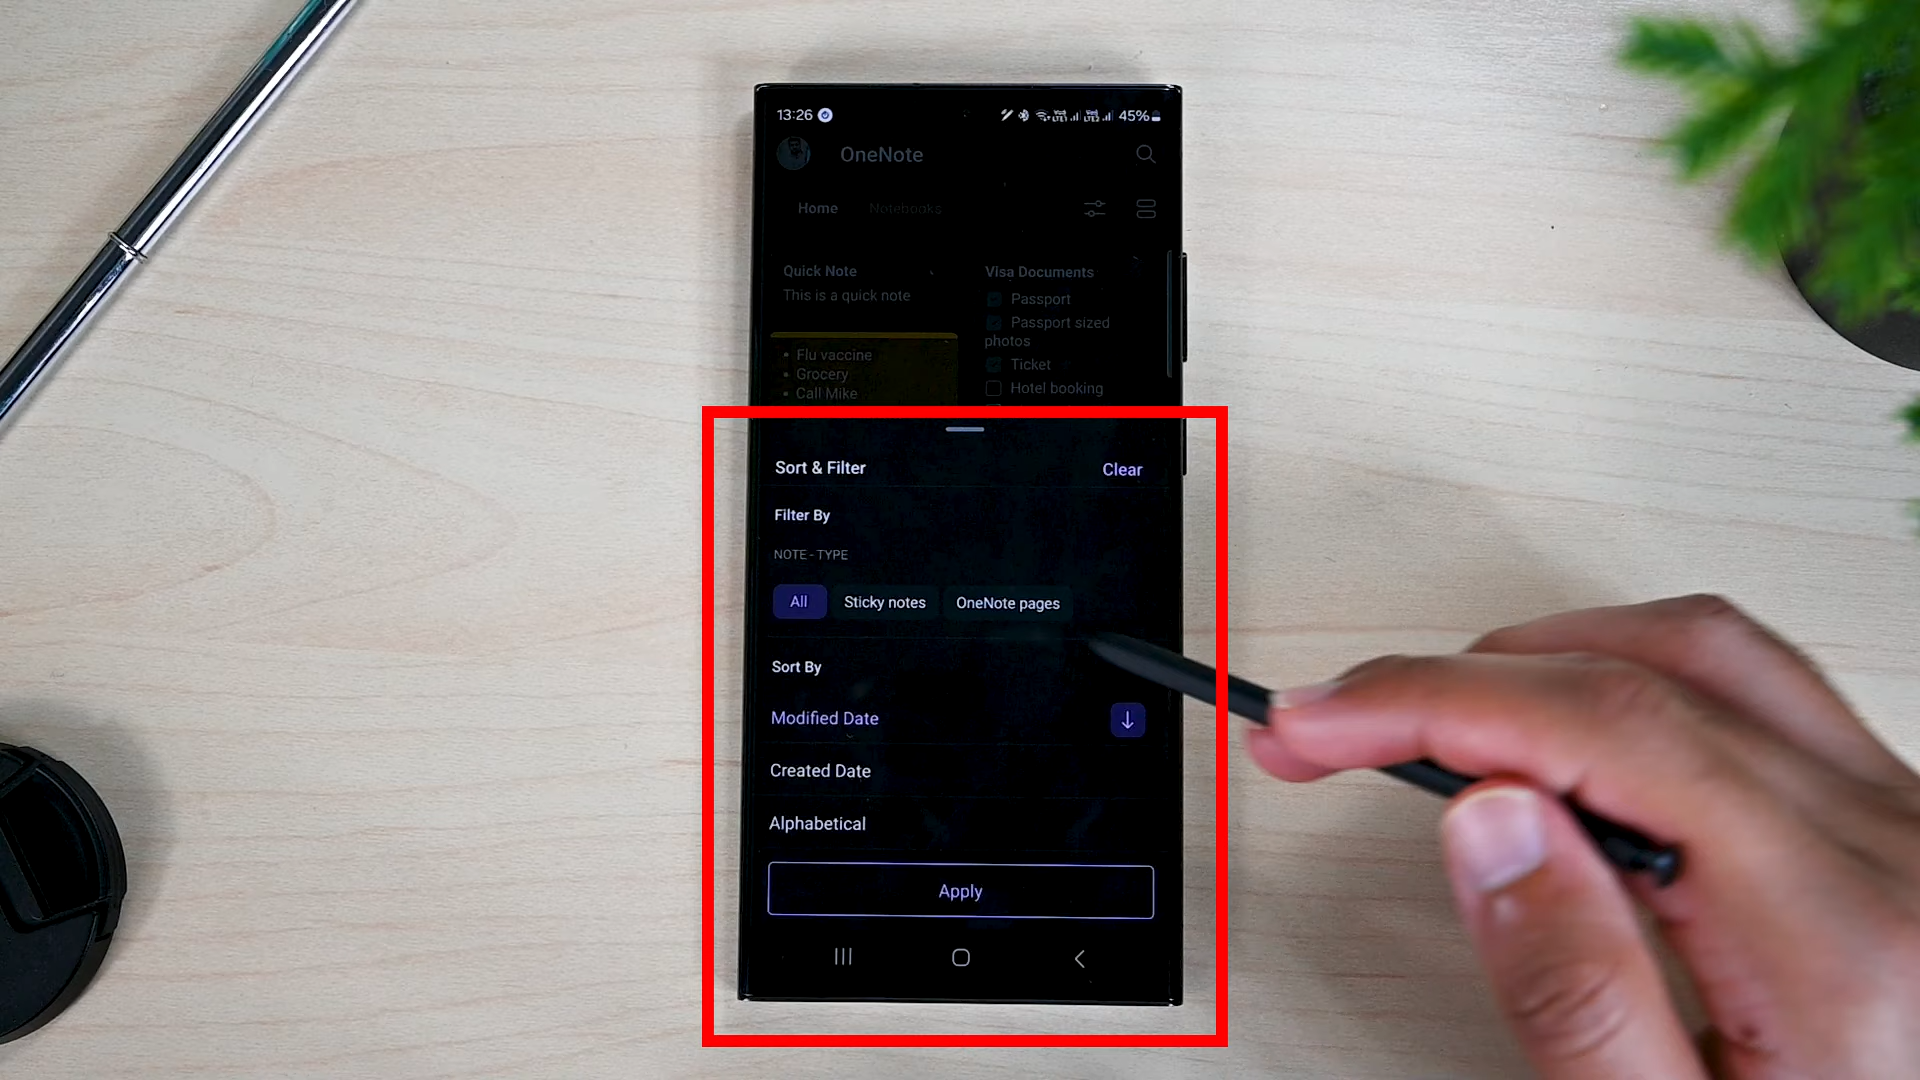 13:26 45%
OneNote
Home Notebooks
Quick Note
This is a quick note
• Flu vaccine
• Grocery
• Call Mike
Visa Documents
Passport
Passport sized
photos
Ticket
Hotel booking
Sort & Filter Clear
Filter By
NOTE-TYPE
All Sticky notes OneNote pages
Sort By
Modified Date
Created Date
Alphabetical
Apply